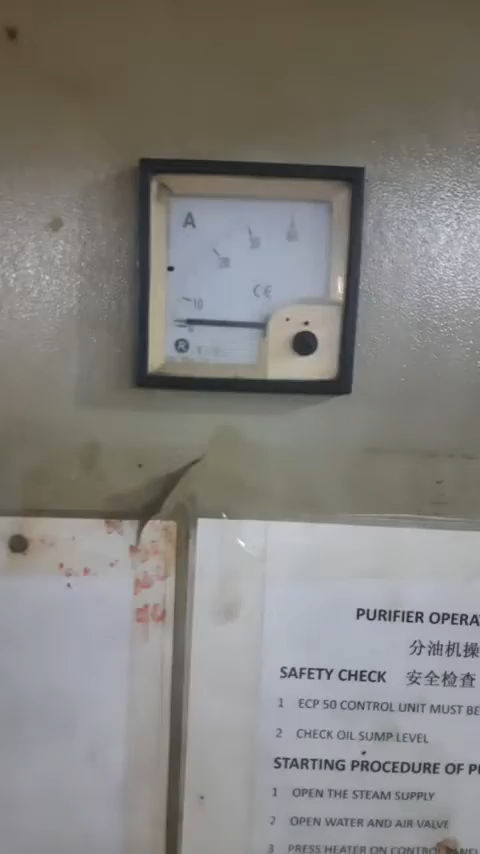 A
10
20
30
CE
R
PURIFIER OPERA
分油机操
SAFETY CHECK 安全检查
1 ECP 50 CONTROL UNIT MUST BE
2 CHECK OIL SUMP LEVEL
STARTING PROCEDURE OF P
1 OPEN THE STEAM SUPPLY
2 OPEN WATER AND AIR VALVE
3 PRESS HEATER ON CONTROL PANEL